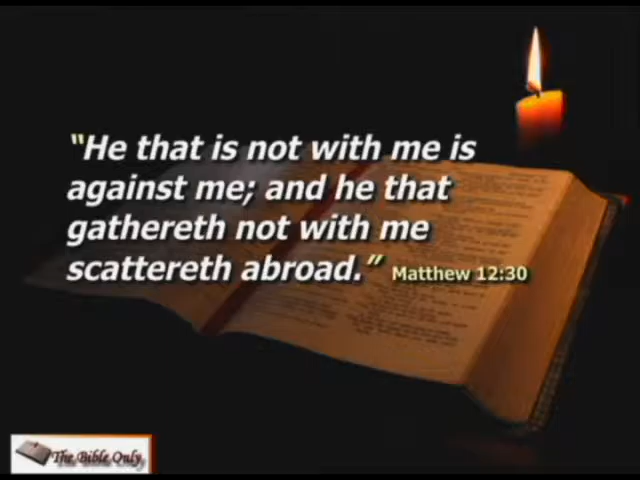 “He that is not with me is
against me; and he that
gathereth not with me
scattereth abroad.” Matthew 12:30
The Bible Only